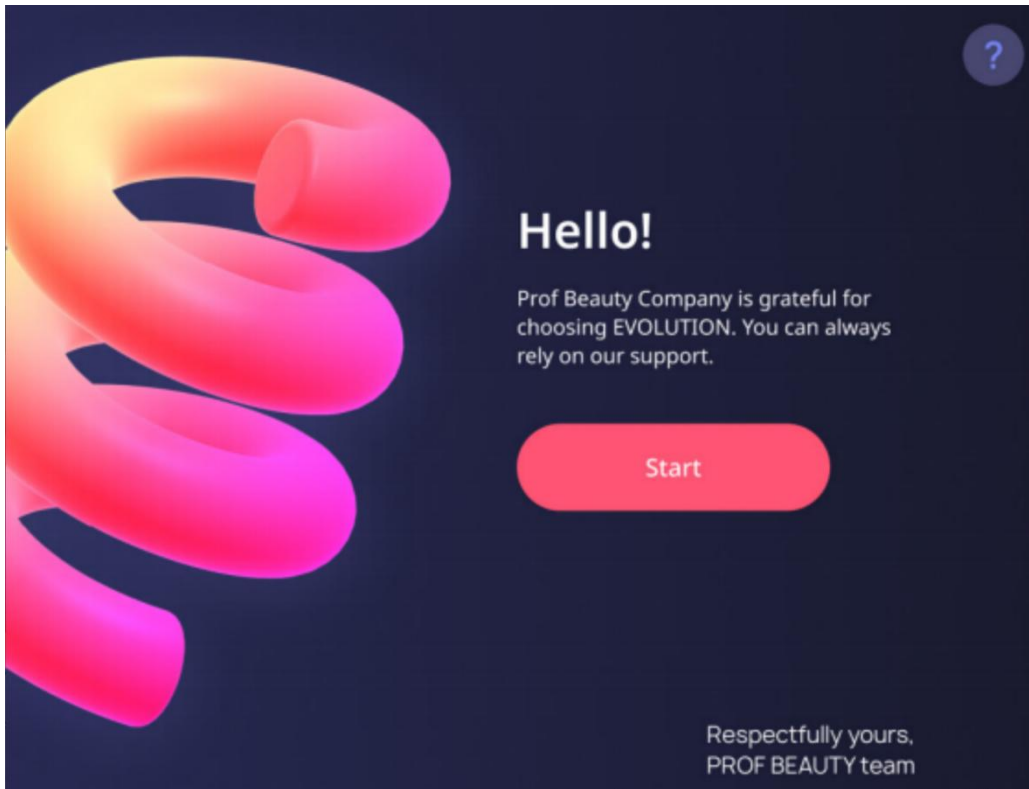 ?
Hello!
Prof Beauty Company is grateful for
choosing EVOLUTION. You can always
rely on our support.
Start
Respectfully yours,
PROF BEAUTY team